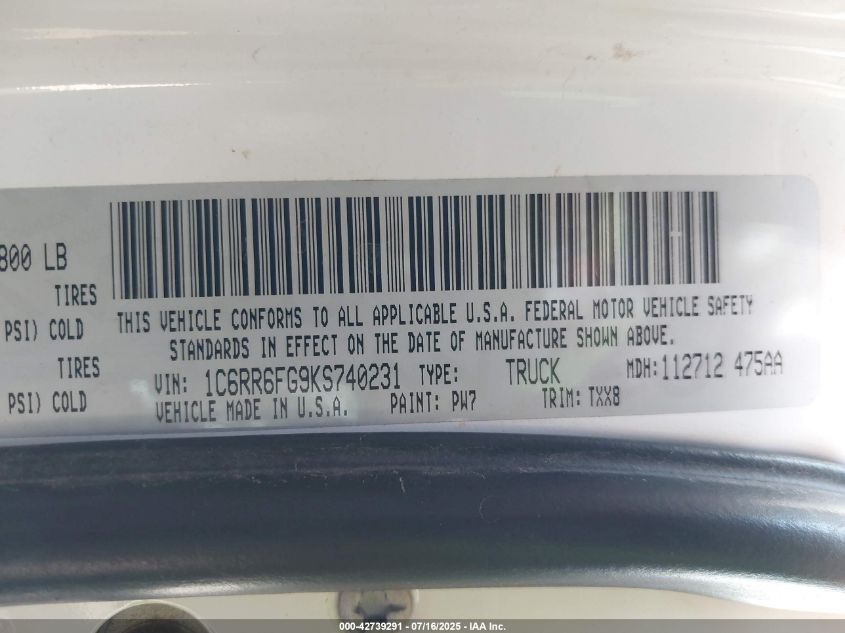 800 LB
TIRES
PSI) COLD
TIRES
PSI) COLD
THIS VEHICLE CONFORMS TO ALL APPLICABLE U.S.A. FEDERAL MOTOR VEHICLE SAFETY
STANDARDS IN EFFECT ON THE DATE OF MANUFACTURE SHOWN ABOVE.
VIN: 1C6RR6FG9KS740231 TYPE: TRUCK MDH: 112712 475AA
VEHICLE MADE IN U.S.A. PAINT: PW7 TRIM: TXX8
000-42739291 - 07/16/2025 - IAA Inc.